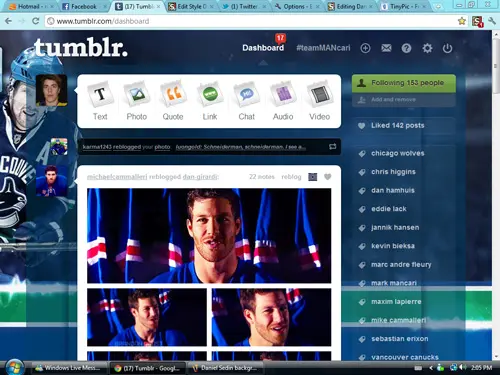 Hotmail -
Facebook
(17) Tumblr
Edit Style D
(1) Twitter
Options - E
Editing Das
TinyPic - F
www.tumblr.com/dashboard
tumblr.
17
Dashboard
#teamMANcari
Text
Photo
Quote
Link
Chat
Audio
Video
Following 153 people
Add and remove
Liked 142 posts
karma1243 reblogged your photo
tuongold: Schneiderman, schneiderman. I see a...
michaelcammalleri reblogged dan-girardi:
22 notes
reblog
chicago wolves
chris higgins
dan hamhuis
eddie lack
jannik hansen
kevin bieksa
marc andre fleury
mark mancari
maxim lapierre
mike cammalleri
sebastian erixon
vancouver canucks
Windows Live Mess...
(17) Tumblr - Googl...
Daniel Sedin backgr...
2:05 PM